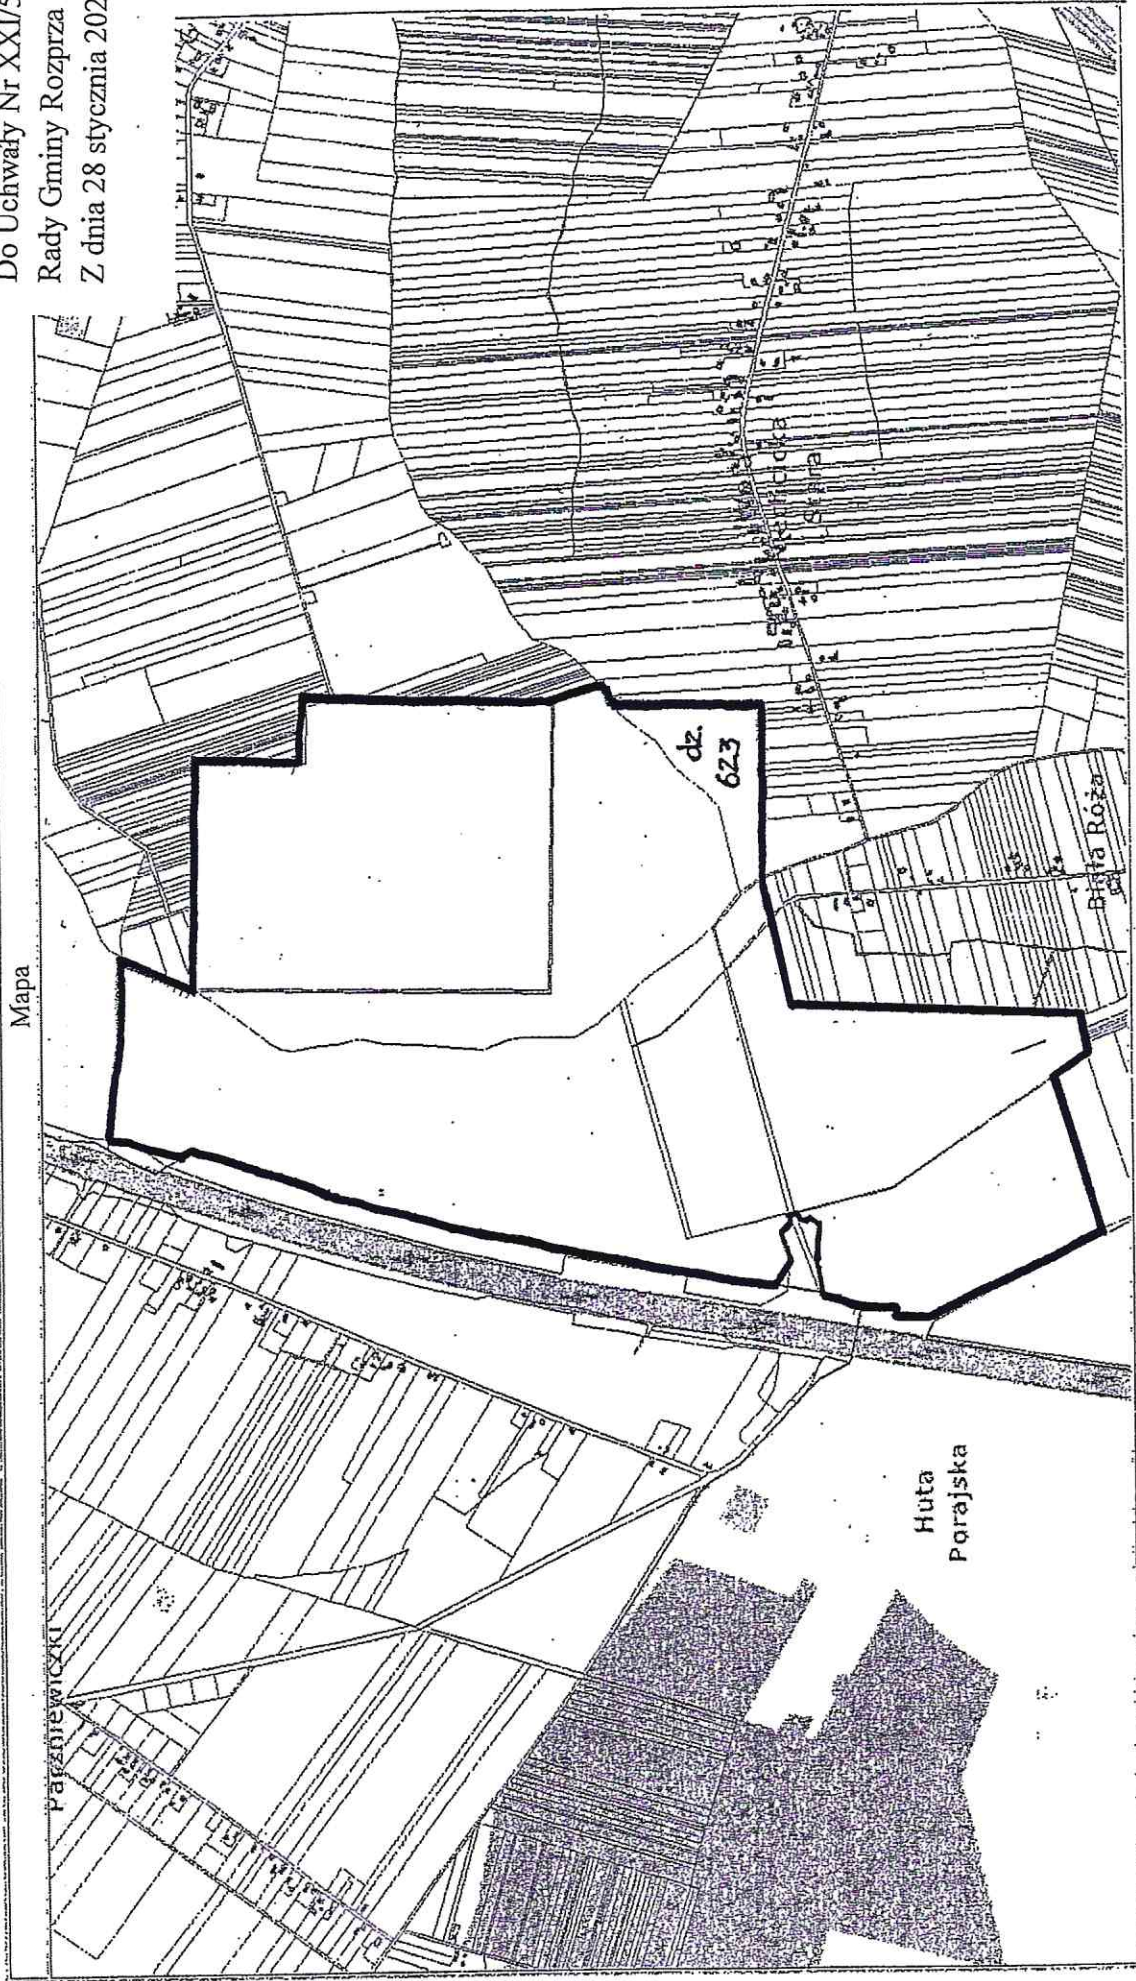 Do Uchwały Nr XXI/5
Rady Gminy Rozprza
Z dnia 28 stycznia 202
Mapa
dz.
623
Biała Róża
Huta
Porajska